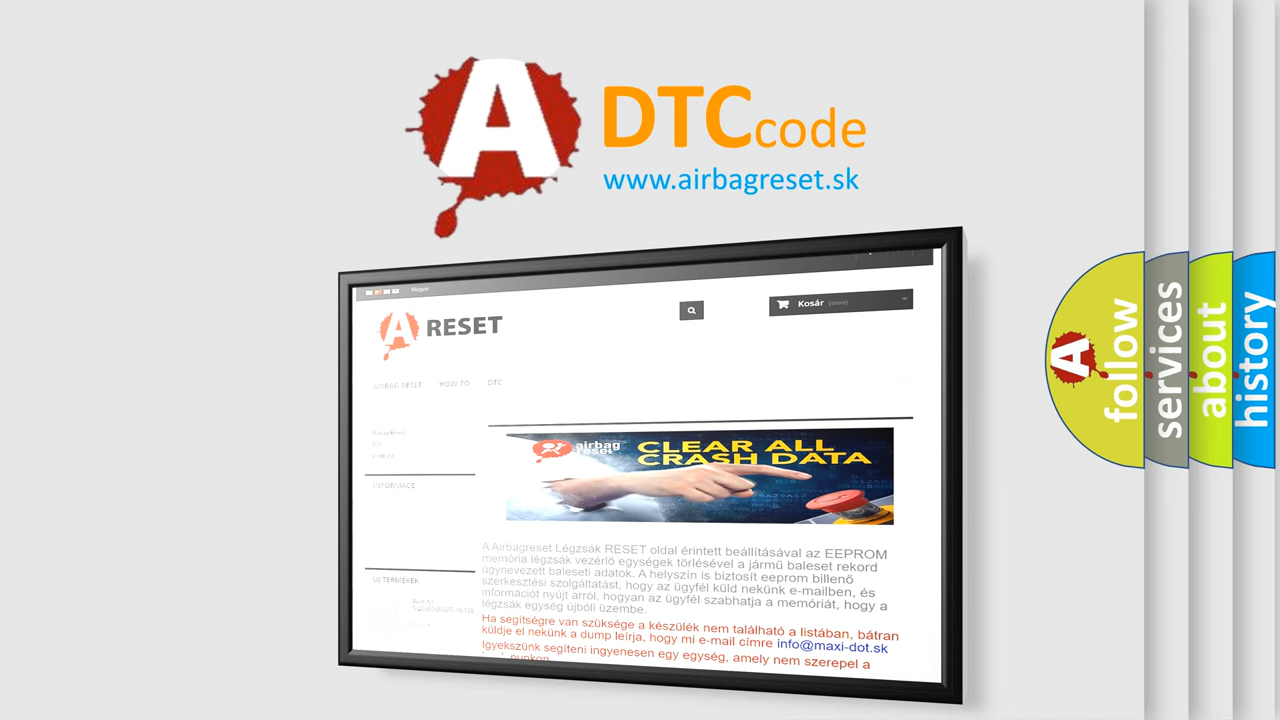 A DTCcode
www.airbagreset.sk
Magyar
A RESET
Kosár
AIRBAG RESET HOW TO DTC
INFORMACE
airbag
reset
CLEAR ALL
CRASH DATA
A Airbagreset Légzsák RESET oldal érintett beállításával az EEPROM
memória légzsák vezérlő egységek törlésével a jármű baleset rekord
úgynevezett baleseti adatok. A helyszín is biztosít eeprom billenő
szerkesztési szolgáltatást, hogy az ügyfél küld nekünk e-mailben, és
információt nyújt arról, hogyan az ügyfél szabhatja a memóriát, hogy a
légzsák egység újbóli üzembe.
Ha segítségre van szüksége a készülék nem található a listában, bátran
küldje el nekünk a dump leírja, hogy mi e-mail címre info@maxi-dot.sk
Igyekszünk segíteni ingyenesen egy egység, amely nem szerepel a
ÚJ TERMÉKEK
A follow
services
about
history